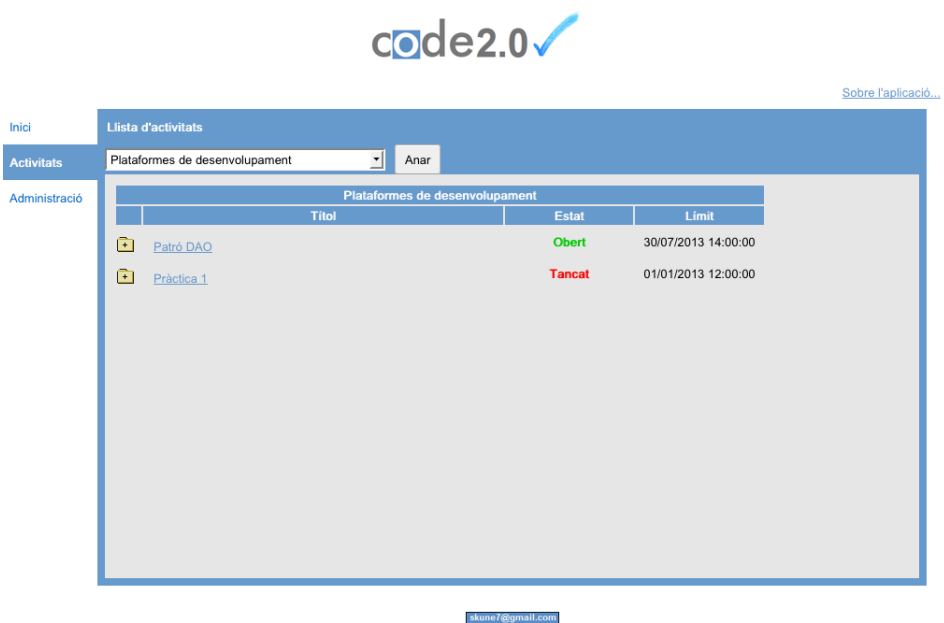 code2.0
Sobre l'aplicació...
Inici
Llista d'activitats
Activitats
Plataformes de desenvolupament
Anar
Administració
Plataformes de desenvolupament
Títol Estat Límit
Patró DAO Obert 30/07/2013 14:00:00
Pràctica 1 Tancat 01/01/2013 12:00:00
skune7@gmail.com